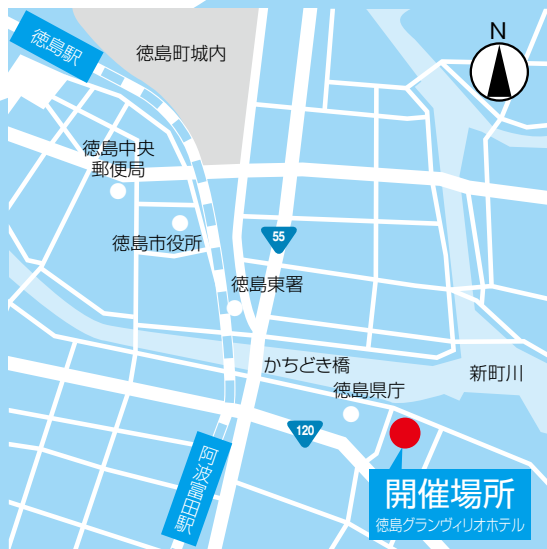 徳島駅
徳島町城内
N
徳島中央
郵便局
徳島市役所
55
徳島東署
かちどき橋
新町川
徳島県庁
120
阿波富田駅
開催場所
徳島グランヴィリオホテル